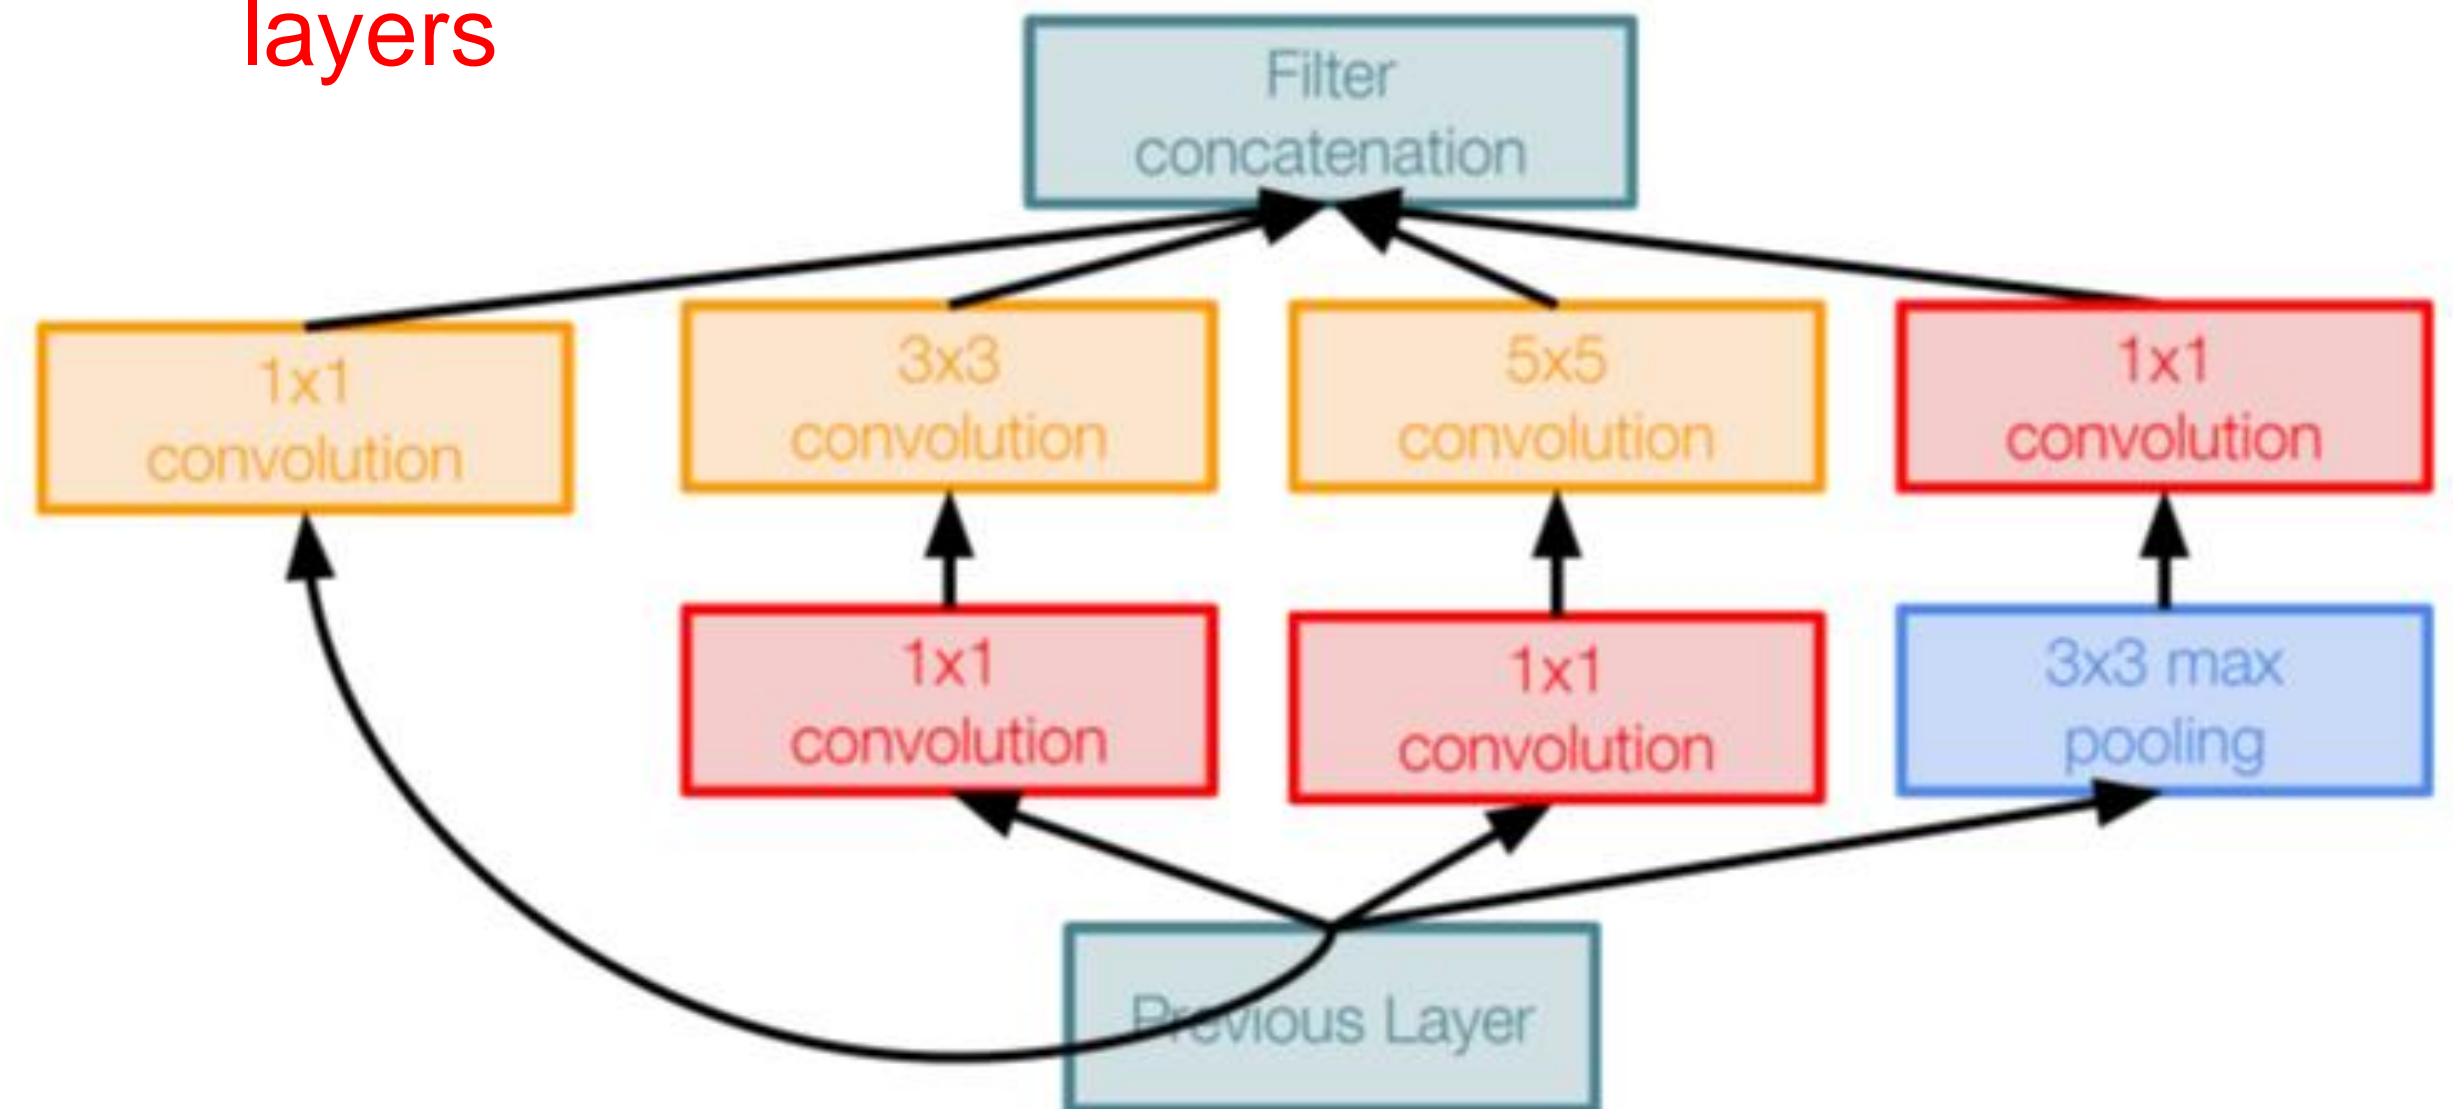 layers
Filter
concatenation
1x1
convolution
3x3
convolution
5x5
convolution
1x1
convolution
1x1
convolution
1x1
convolution
3x3 max
pooling
Previous Layer